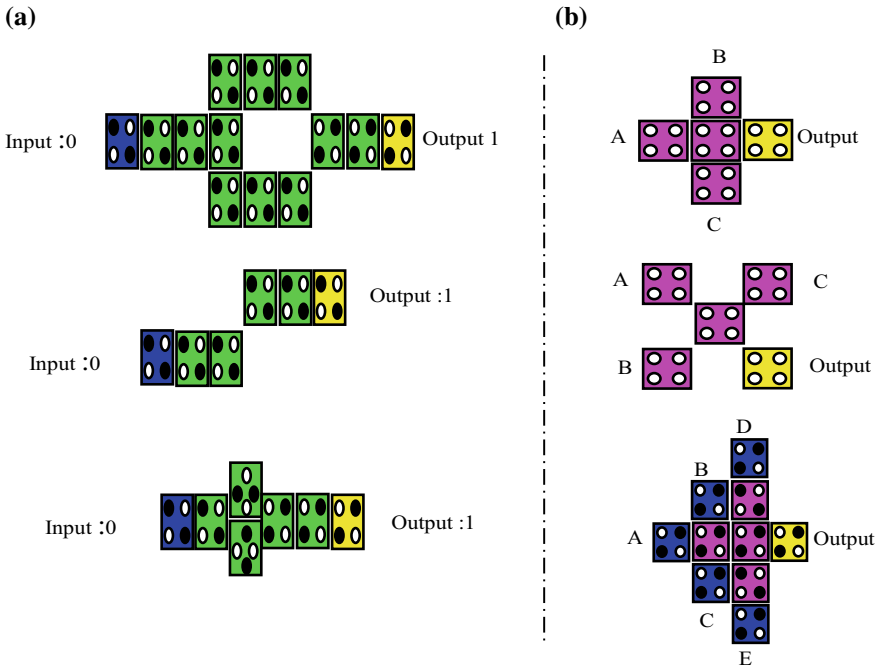 (a)
Input :0
Output 1
Output :1
Input :0
Input :0
Output :1
(b)
B
A
Output
C
A
C
B
Output
D
B
A
Output
C
E